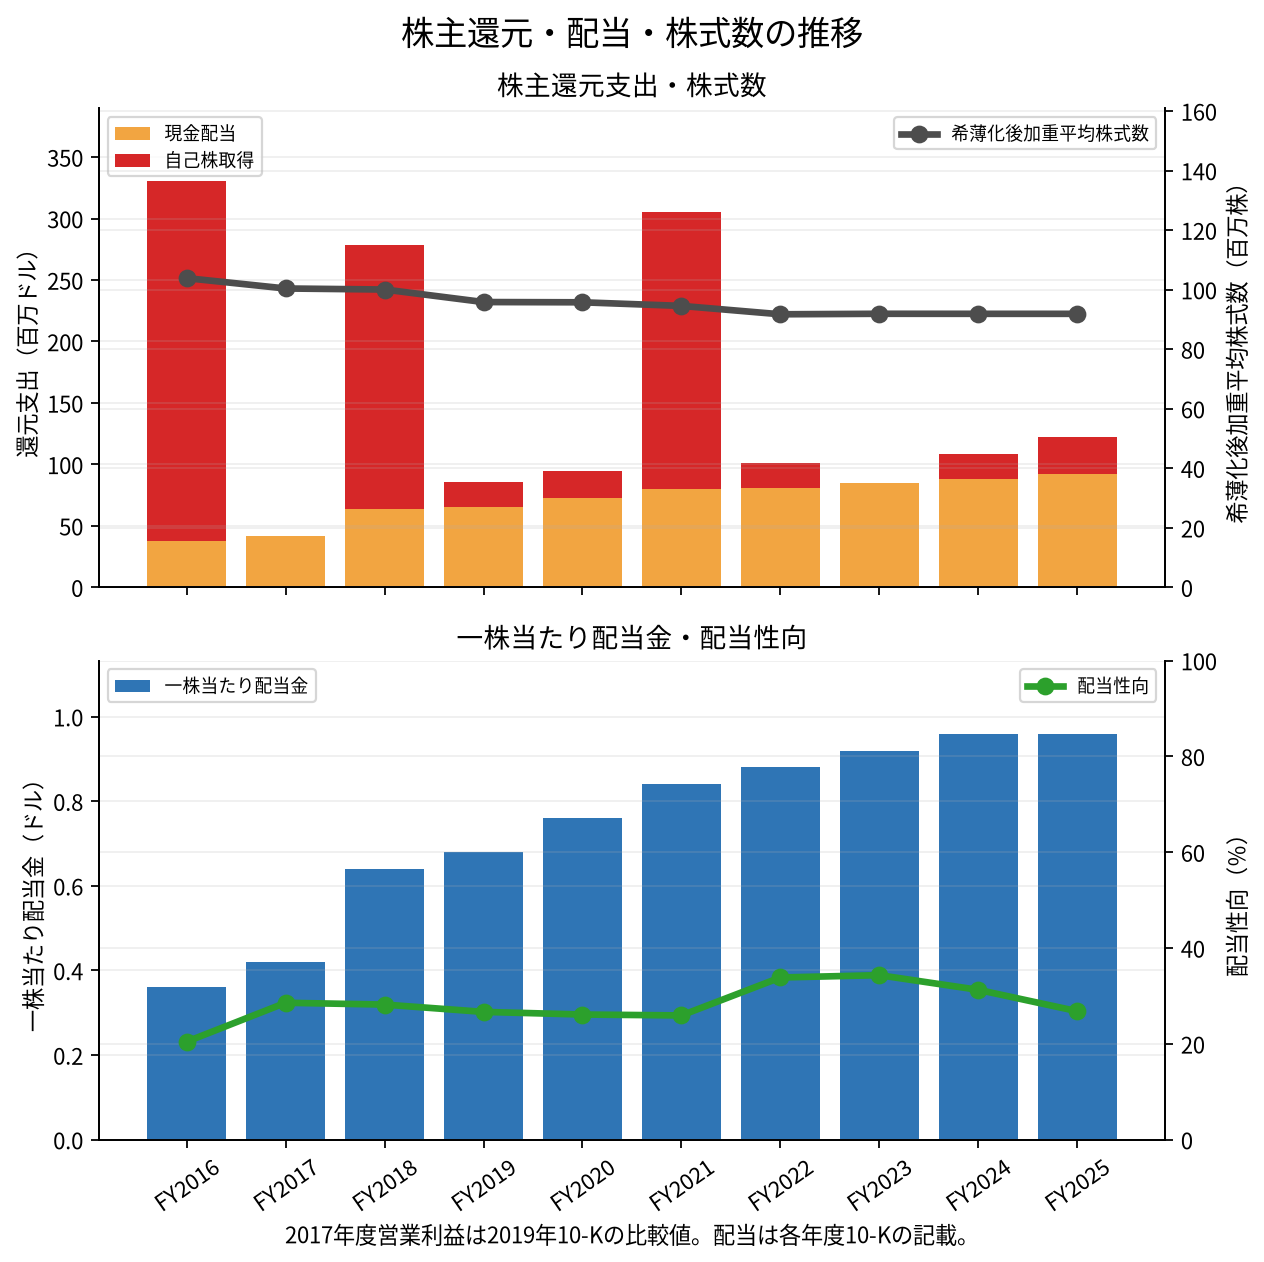 株主還元・配当・株式数の推移
株主還元支出・株式数
現金配当
自己株取得
希薄化後加重平均株式数
還元支出（百万ドル）
350
300
250
200
150
100
50
0
160
140
120
100
80
60
40
20
0
希薄化後加重平均株式数（百万株）
一株当たり配当金・配当性向
一株当たり配当金
配当性向
一株当たり配当金（ドル）
1.0
0.8
0.6
0.4
0.2
0.0
100
80
60
40
20
0
配当性向（%）
FY2016
FY2017
FY2018
FY2019
FY2020
FY2021
FY2022
FY2023
FY2024
FY2025
2017年度営業利益は2019年10-Kの比較値。配当は各年度10-Kの記載。